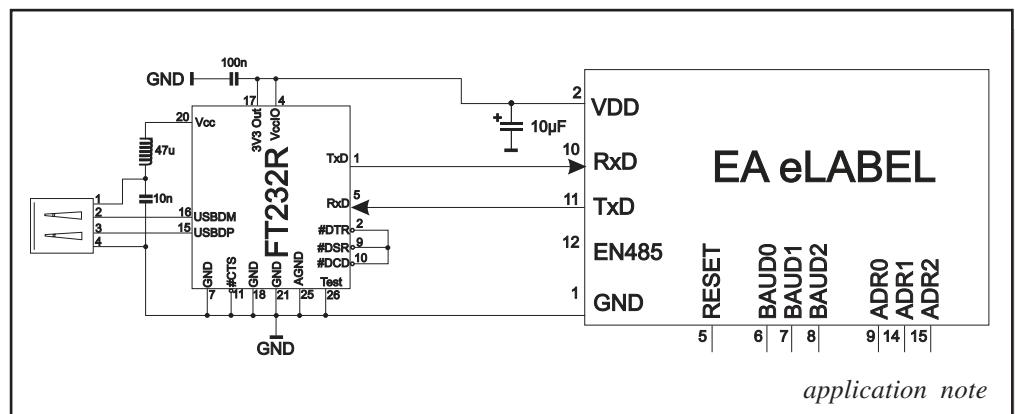 100n
GND
17
4
2
20
Vcc
3V3 Out
VccIO
VDD
10µF
47u
TxD
1
10
RxD
EA eLABEL
FT232R
1
10n
RxD
5
11
TxD
2
16
USBDM
3
15
USBDP
#DTR
2
4
#DSR
9
12
EN485
#DCD
10
GND
#CTS
GND
GND
AGND
Test
7
11
18
21
25
26
1
GND
RESET
BAUD0
BAUD1
BAUD2
ADR0
ADR1
ADR2
5
6
7
8
9
14
15
GND
application note